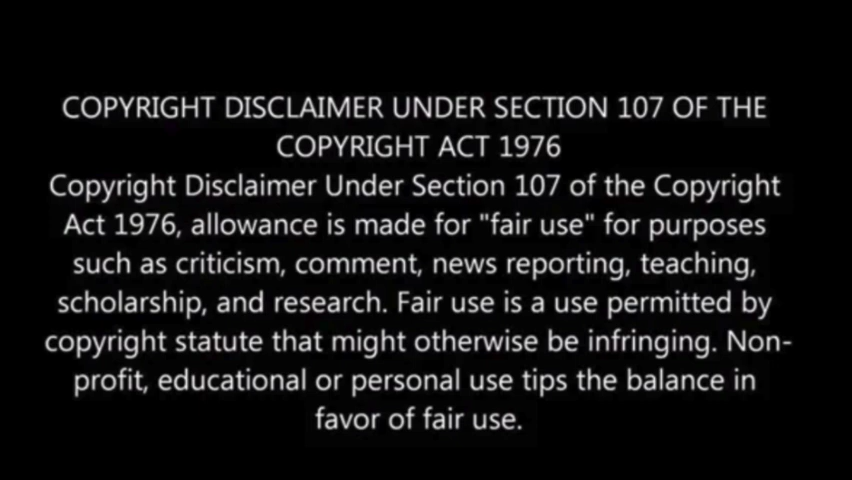 COPYRIGHT DISCLAIMER UNDER SECTION 107 OF THE
COPYRIGHT ACT 1976
Copyright Disclaimer Under Section 107 of the Copyright
Act 1976, allowance is made for "fair use" for purposes
such as criticism, comment, news reporting, teaching,
scholarship, and research. Fair use is a use permitted by
copyright statute that might otherwise be infringing. Non-
profit, educational or personal use tips the balance in
favor of fair use.